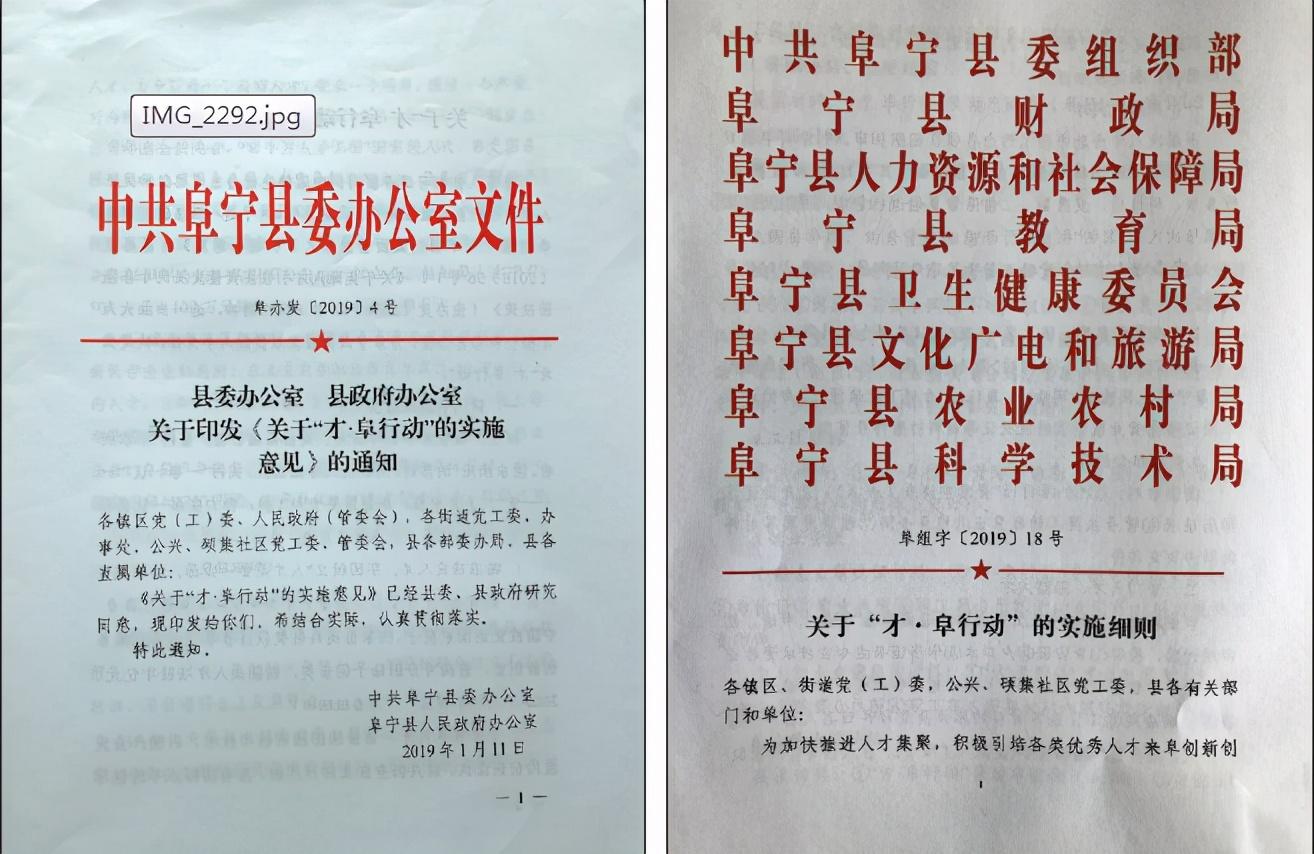 IMG_2292.jpg
中共阜宁县委办公室文件
阜办发〔2019〕4号
县委办公室 县政府办公室
关于印发《关于“才·阜行动”的实施
意见》的通知
各镇区党（工）委、人民政府（管委会），各街道党工委、办
事处，公兴、硕集社区党工委、管委会，县各部委办局，县各
直属单位：
《关于“才·阜行动”的实施意见》已经县委、县政府研究
同意，现印发给你们，希结合实际，认真贯彻落实。
特此通知。
中共阜宁县委办公室
阜宁县人民政府办公室
2019年1月11日
— 1 —
中共阜宁县委组织部
阜宁县财政局
阜宁县人力资源和社会保障局
阜宁县教育局
阜宁县卫生健康委员会
阜宁县文化广电和旅游局
阜宁县农业农村局
阜宁县科学技术局
阜组字〔2019〕18号
关于“才·阜行动”的实施细则
各镇区、街道党（工）委，公兴、硕集社区党工委，县各有关部
门和单位：
为加快推进人才集聚，积极引培各类优秀人才来阜创新创
1